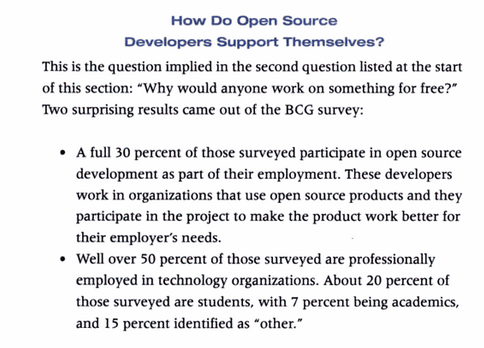 How Do Open Source
Developers Support Themselves?
This is the question implied in the second question listed at the start
of this section: “Why would anyone work on something for free?”
Two surprising results came out of the BCG survey:
• A full 30 percent of those surveyed participate in open source
development as part of their employment. These developers
work in organizations that use open source products and they
participate in the project to make the product work better for
their employer’s needs.
• Well over 50 percent of those surveyed are professionally
employed in technology organizations. About 20 percent of
those surveyed are students, with 7 percent being academics,
and 15 percent identified as “other.”